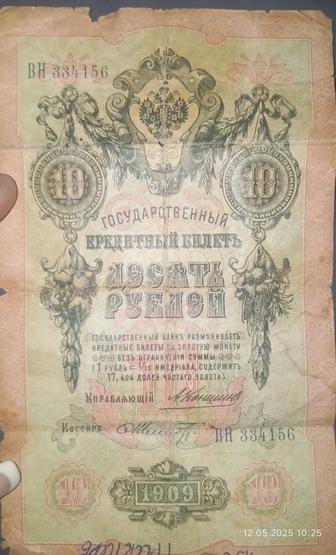 ВН 334156
10 10
ГОСУДАРСТВЕННЫЙ
КРЕДИТНЫЙ БИЛЕТЪ
ДЕСЯТЬ
РУБЛЕЙ
ГОСУДАРСТВЕННЫЙ БАНКЪ РАЗМѢНИВАЕТЪ
КРЕДИТНЫЕ БИЛЕТЫ НА ЗОЛОТУЮ МОНЕТУ
БЕЗЪ ОГРАНИЧЕНІЯ СУММЫ
(1 РУБЛЬ = 1/15 ИМПЕРІАЛА, СОДЕРЖИТЪ
17,424 ДОЛЕЙ ЧИСТАГО ЗОЛОТА).
УПРАВЛЯЮЩІЙ
КАССИРЪ
ВН 334156
10 1909 10
12.05.2025 10:25